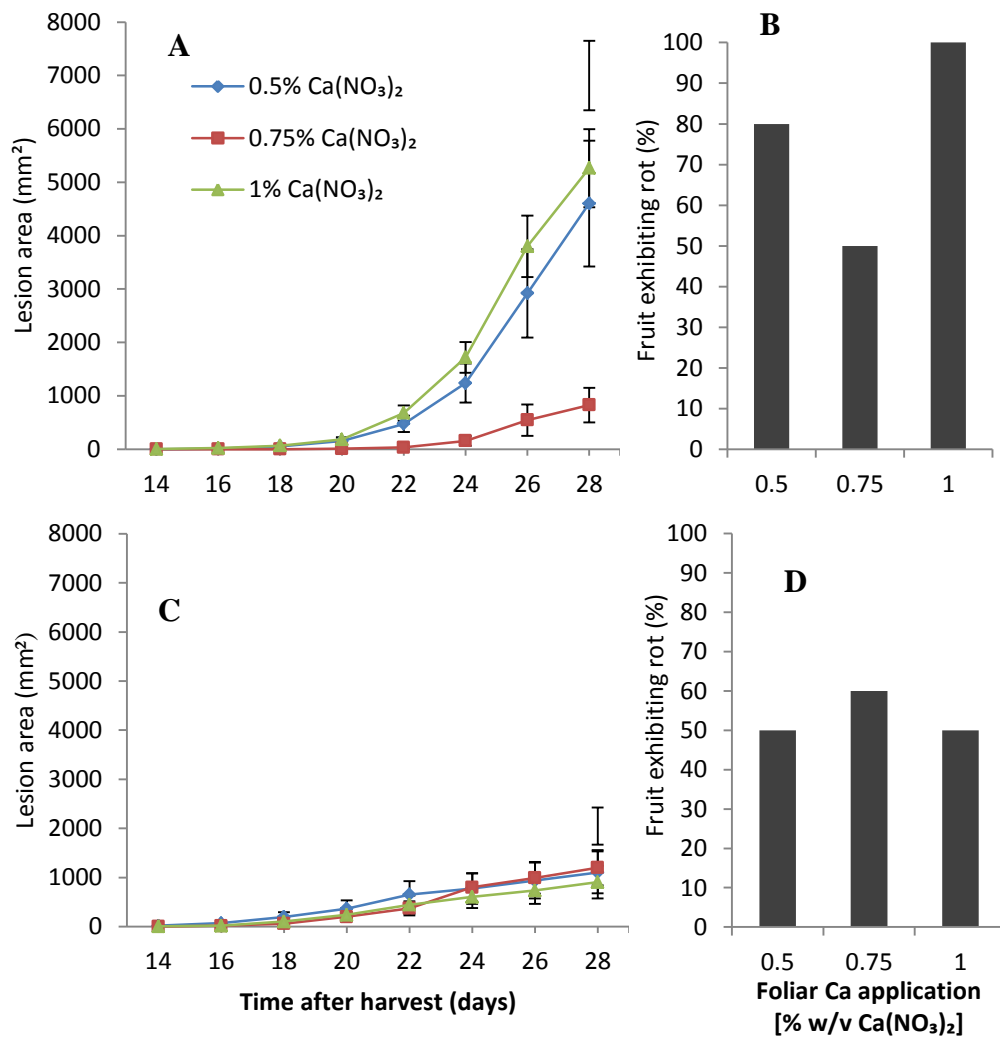 A
Lesion area (mm²)
8000
7000
6000
5000
4000
3000
2000
1000
0
0.5% Ca(NO₃)₂
0.75% Ca(NO₃)₂
1% Ca(NO₃)₂
14 16 18 20 22 24 26 28
B
Fruit exhibiting rot (%)
100
90
80
70
60
50
40
30
20
10
0
0.5 0.75 1
C
Lesion area (mm²)
8000
7000
6000
5000
4000
3000
2000
1000
0
14 16 18 20 22 24 26 28
Time after harvest (days)
D
Fruit exhibiting rot (%)
100
90
80
70
60
50
40
30
20
10
0
0.5 0.75 1
Foliar Ca application
[% w/v Ca(NO₃)₂]